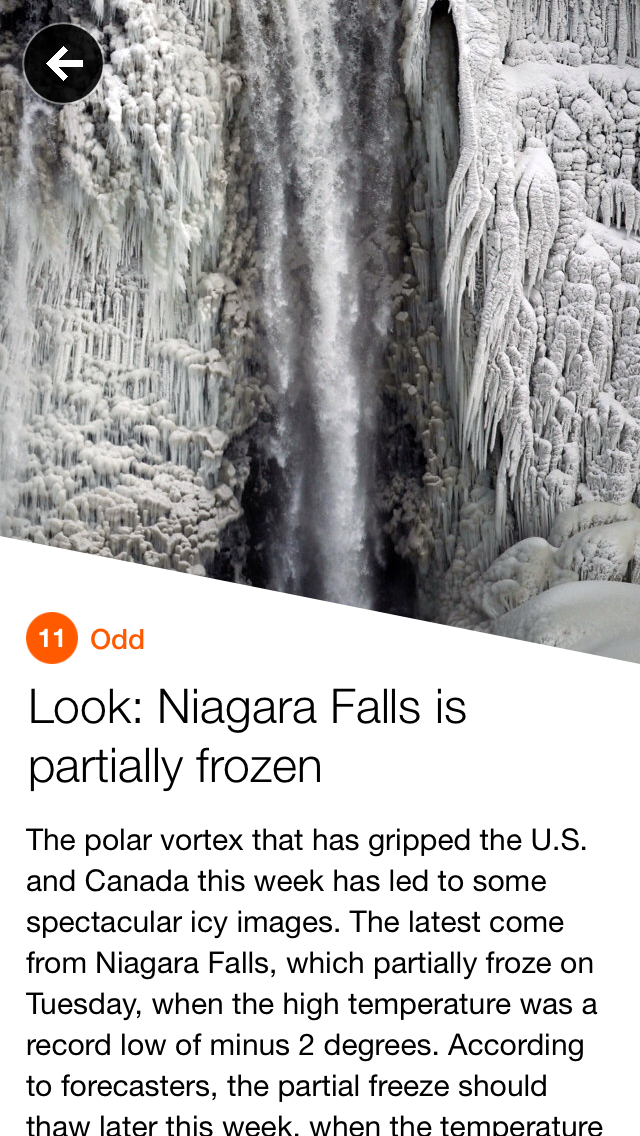 11 Odd
Look: Niagara Falls is
partially frozen
The polar vortex that has gripped the U.S.
and Canada this week has led to some
spectacular icy images. The latest come
from Niagara Falls, which partially froze on
Tuesday, when the high temperature was a
record low of minus 2 degrees. According
to forecasters, the partial freeze should
thaw later this week, when the temperature